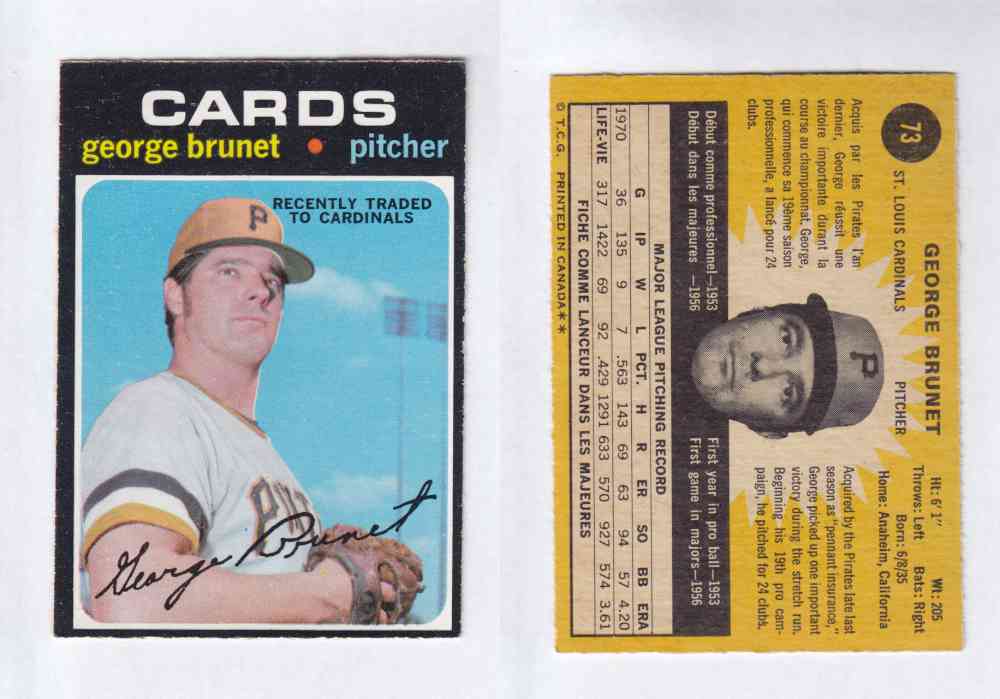 CARDS
george brunet • pitcher
RECENTLY TRADED
TO CARDINALS
P
PI
George Brunet
73
GEORGE BRUNET
ST. LOUIS CARDINALS PITCHER
Ht: 6'1" Wt: 205
Throws: Left Bats: Right
Born: 6/8/35
Home: Anaheim, California
Acquis par les Pirates l'an
dernier, George réussit une
victoire importante durant la
course au championnat. George,
qui commence sa 19ème saison
professionnelle, a lancé pour 24
clubs.
P
Acquired by the Pirates late last
season as "pennant insurance,"
George picked up one important
victory during the stretch run.
Beginning his 19th pro cam-
paign, he pitched for 24 clubs.
Début comme professionnel—1953
Début dans les majeures —1956
First year in pro ball—1953
First game in majors—1956
MAJOR LEAGUE PITCHING RECORD
G IP W L PCT. H R ER SO BB ERA
1970 36 135 9 7 .563 143 69 63 94 57 4.20
LIFE-VIE 317 1422 69 92 .429 1291 633 570 927 574 3.61
FICHE COMME LANCEUR DANS LES MAJEURES
© T.C.G. PRINTED IN CANADA**